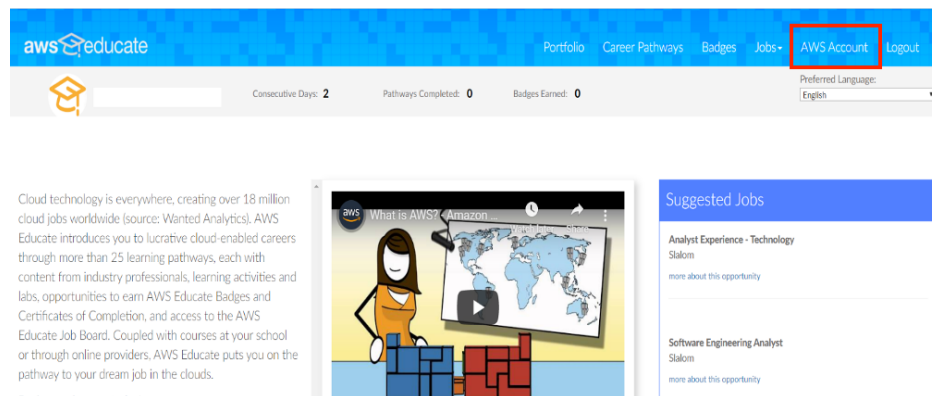 aws educate
Portfolio Career Pathways Badges Jobs AWS Account Logout
Consecutive Days: 2 Pathways Completed: 0 Badges Earned: 0
Preferred Language:
English
Cloud technology is everywhere, creating over 18 million
cloud jobs worldwide (source: Wanted Analytics). AWS
Educate introduces you to lucrative cloud-enabled careers
through more than 25 learning pathways, each with
content from industry professionals, learning activities and
labs, opportunities to earn AWS Educate Badges and
Certificates of Completion, and access to the AWS
Educate Job Board. Coupled with courses at your school
or through online providers, AWS Educate puts you on the
pathway to your dream job in the clouds.
aws
What is AWS? - Amazon ...
Suggested Jobs
Analyst Experience - Technology
Slalom
more about this opportunity
Software Engineering Analyst
Slalom
more about this opportunity